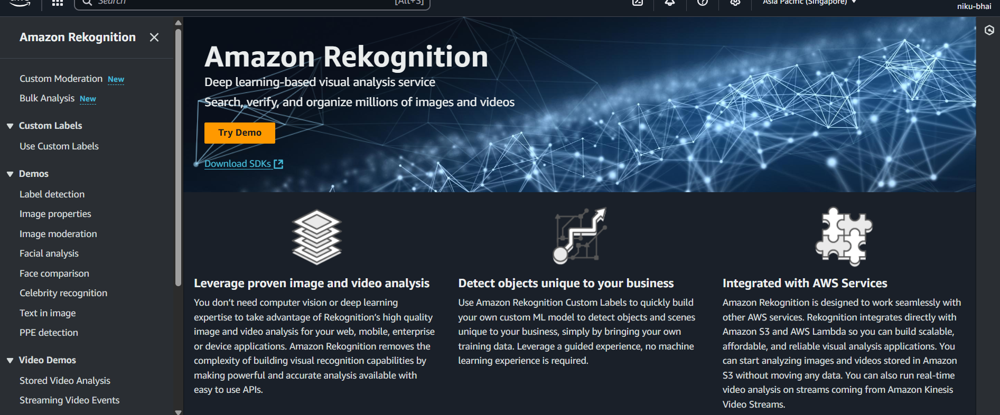 Search
[Alt+S]
Asia Pacific (Singapore)
niku-bhai
Amazon Rekognition
Custom Moderation New
Bulk Analysis New
Custom Labels
Use Custom Labels
Demos
Label detection
Image properties
Image moderation
Facial analysis
Face comparison
Celebrity recognition
Text in image
PPE detection
Video Demos
Stored Video Analysis
Streaming Video Events
Amazon Rekognition
Deep learning-based visual analysis service
Search, verify, and organize millions of images and videos
Try Demo
Download SDKs
Leverage proven image and video analysis
You don’t need computer vision or deep learning
expertise to take advantage of Rekognition’s high quality
image and video analysis for your web, mobile, enterprise
or device applications. Amazon Rekognition removes the
complexity of building visual recognition capabilities by
making powerful and accurate analysis available with
easy to use APIs.
Detect objects unique to your business
Use Amazon Rekognition Custom Labels to quickly build
your own custom ML model to detect objects and scenes
unique to your business, simply by bringing your own
training data. Leverage a guided experience, no machine
learning experience is required.
Integrated with AWS Services
Amazon Rekognition is designed to work seamlessly with
other AWS services. Rekognition integrates directly with
Amazon S3 and AWS Lambda so you can build scalable,
affordable, and reliable visual analysis applications. You
can start analyzing images and videos stored in Amazon
S3 without moving any data. You can also run real-time
video analysis on streams coming from Amazon Kinesis
Video Streams.